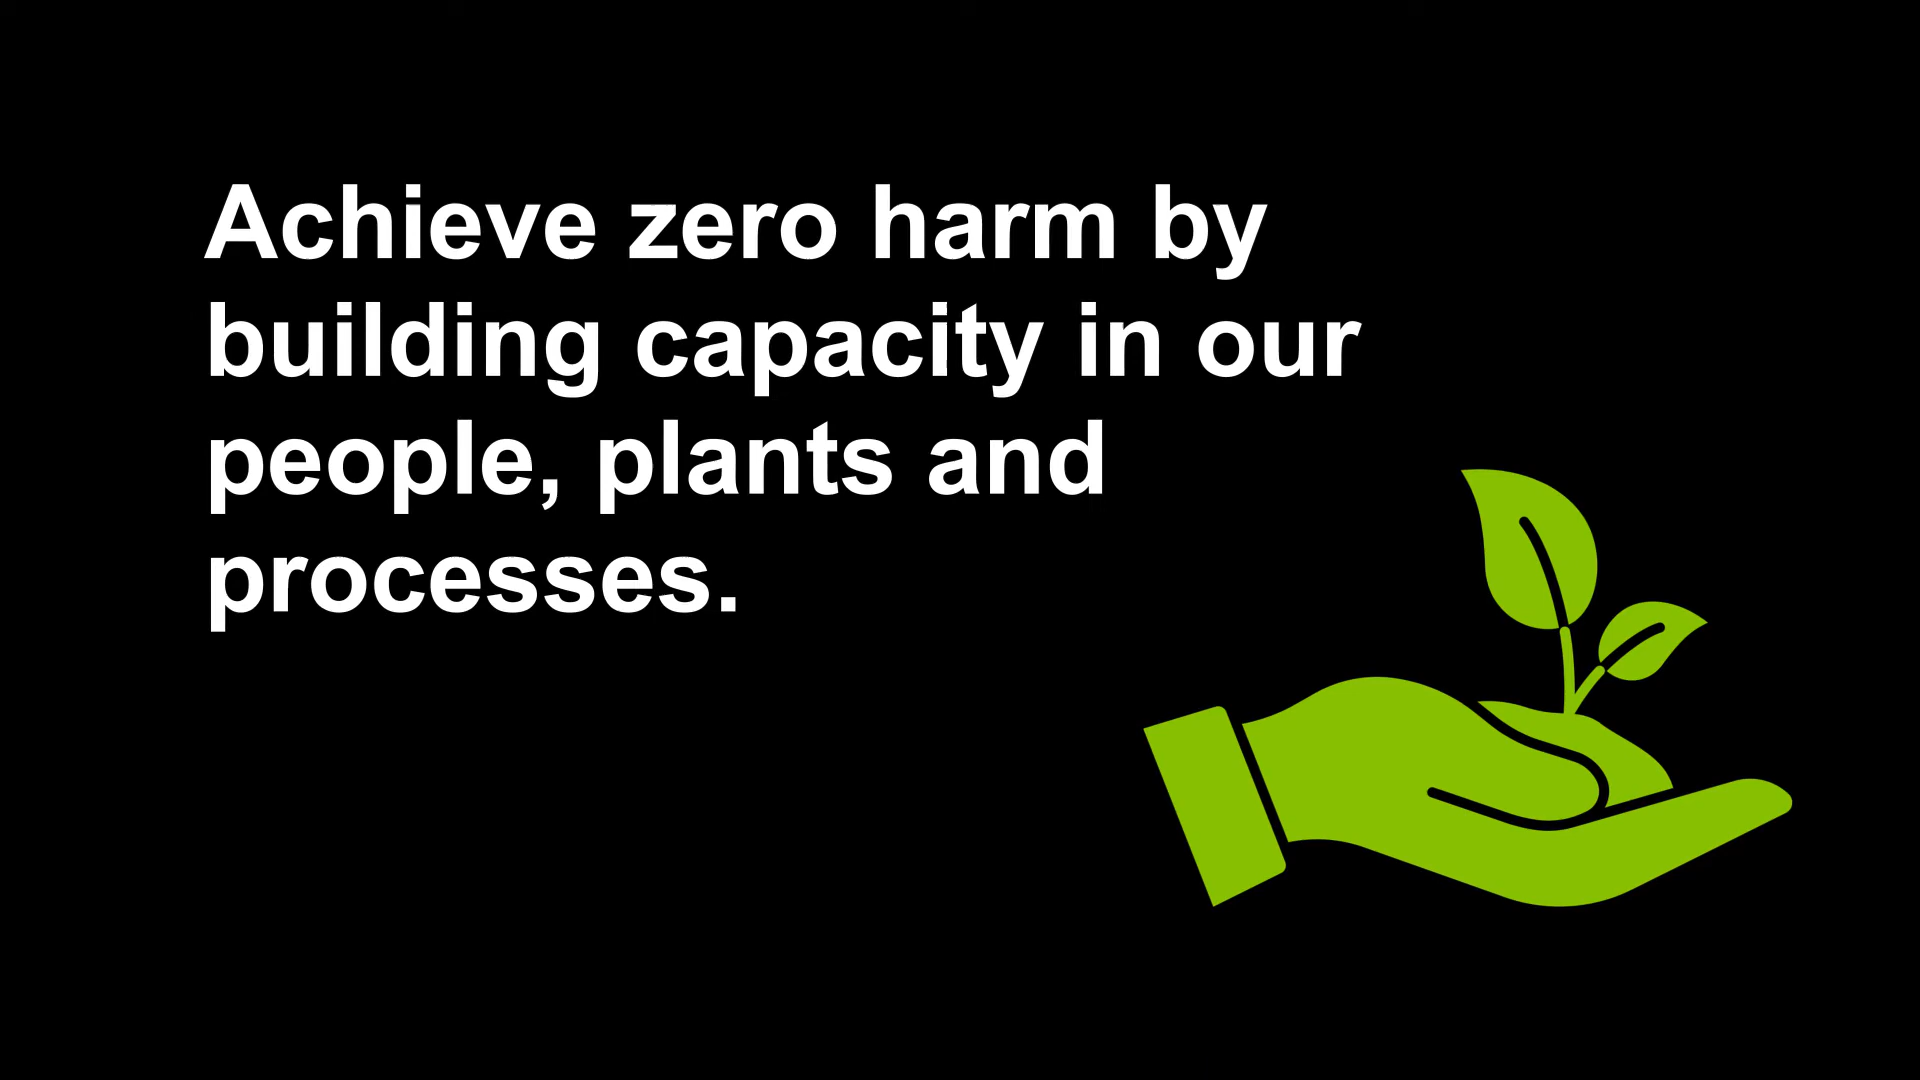 Achieve zero harm by
building capacity in our
people, plants and
processes.